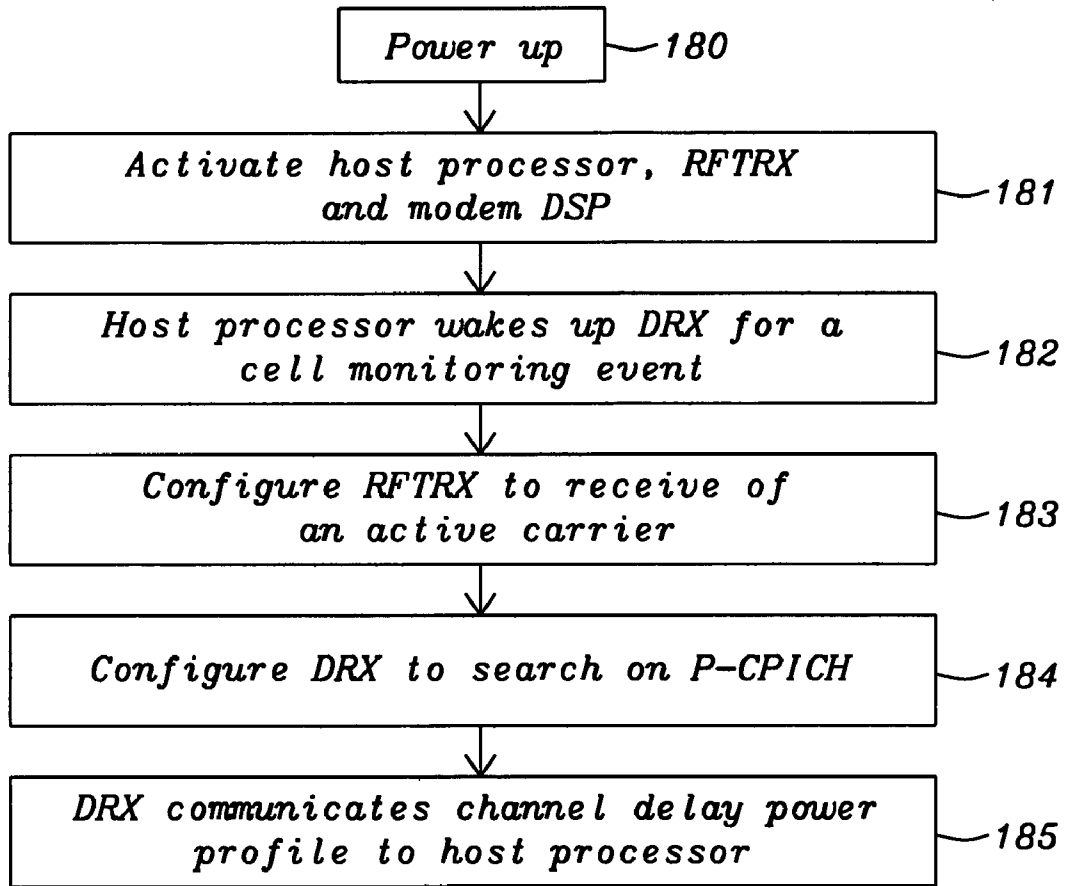 Power up
180
Activate host processor, RFTRX
and modem DSP
181
Host processor wakes up DRX for a
cell monitoring event
182
Configure RFTRX to receive of
an active carrier
183
Configure DRX to search on P-CPICH
184
DRX communicates channel delay power
profile to host processor
185